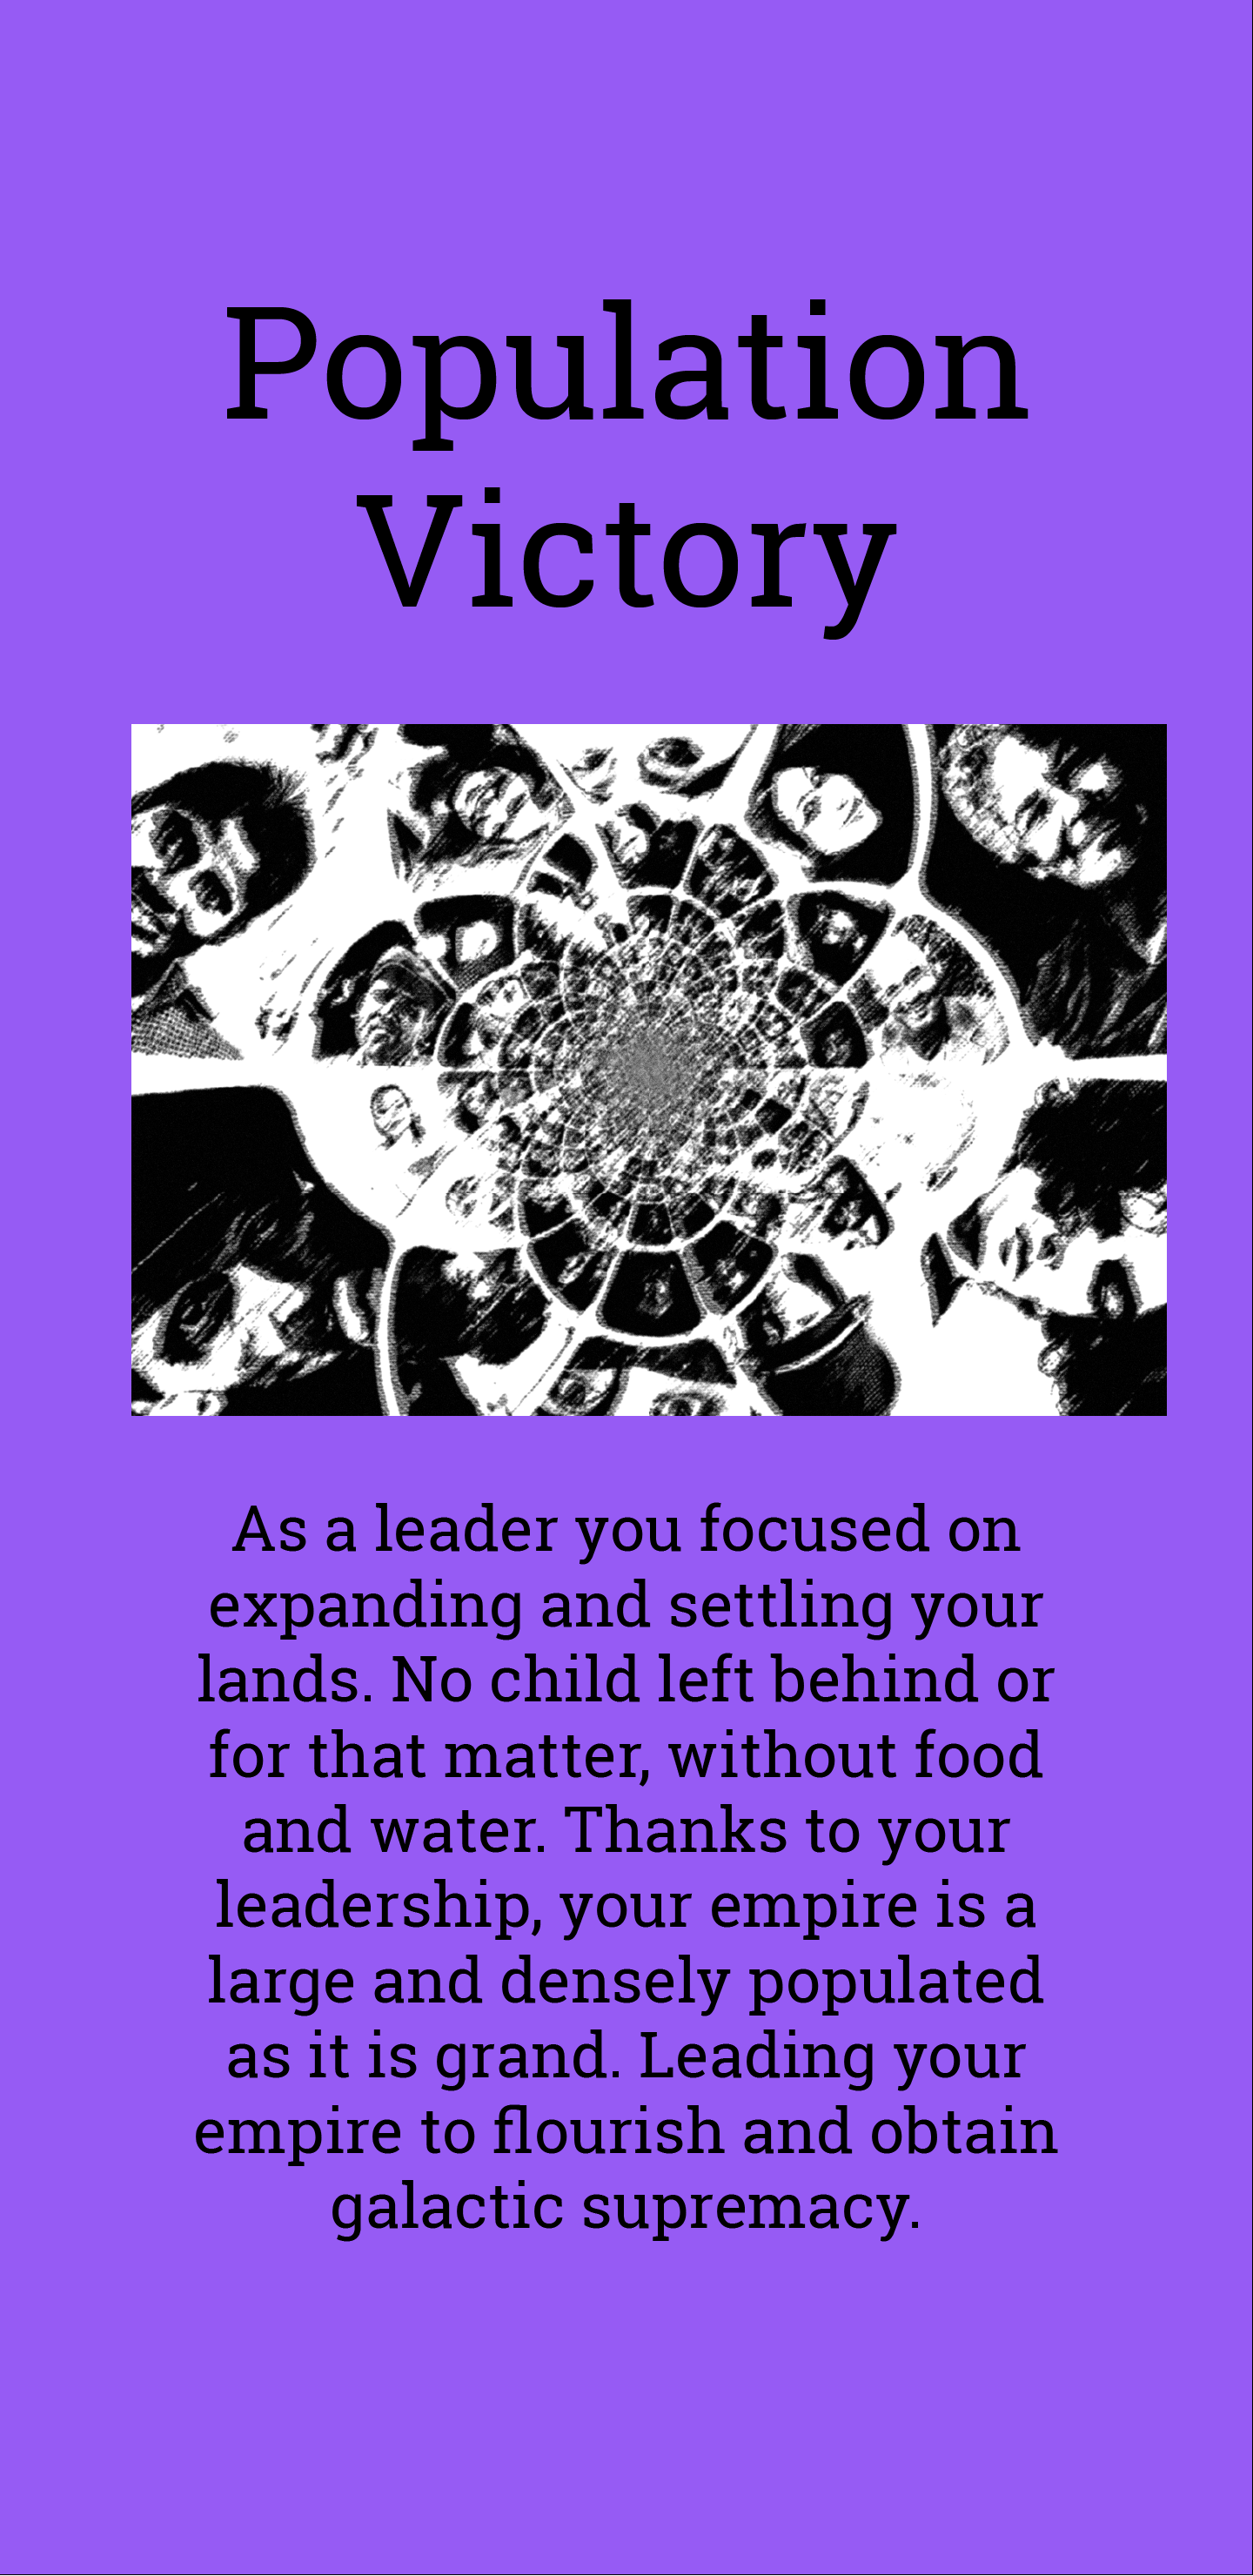 Population
Victory
As a leader you focused on
expanding and settling your
lands. No child left behind or
for that matter, without food
and water. Thanks to your
leadership, your empire is a
large and densely populated
as it is grand. Leading your
empire to flourish and obtain
galactic supremacy.